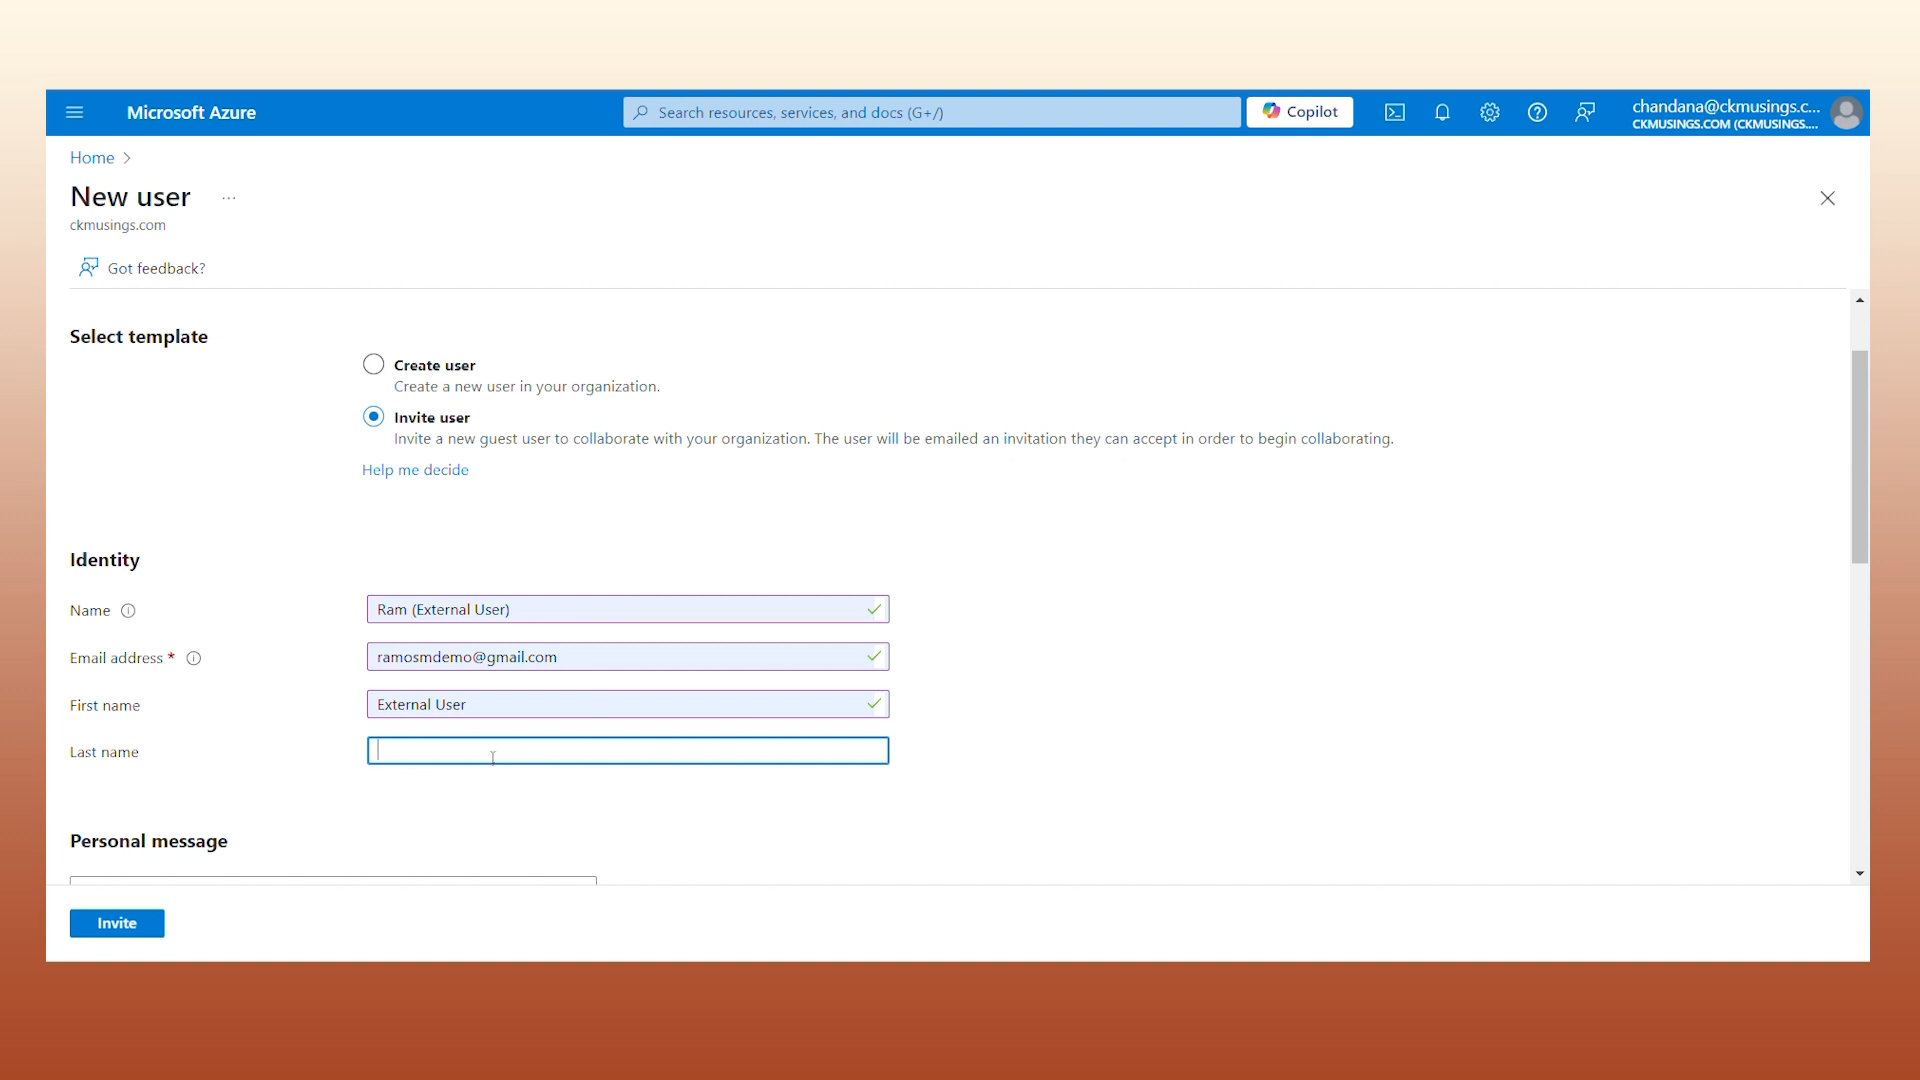 Microsoft Azure
Search resources, services, and docs (G+/)
Copilot
chandana@ckmusings.c...
CKMUSINGS.COM (CKMUSINGS....
Home
New user
...
ckmusings.com
Got feedback?
Select template
Create user
Create a new user in your organization.
Invite user
Invite a new guest user to collaborate with your organization. The user will be emailed an invitation they can accept in order to begin collaborating.
Help me decide
Identity
Name
Ram (External User)
Email address *
ramosmdemo@gmail.com
First name
External User
Last name
Personal message
Invite